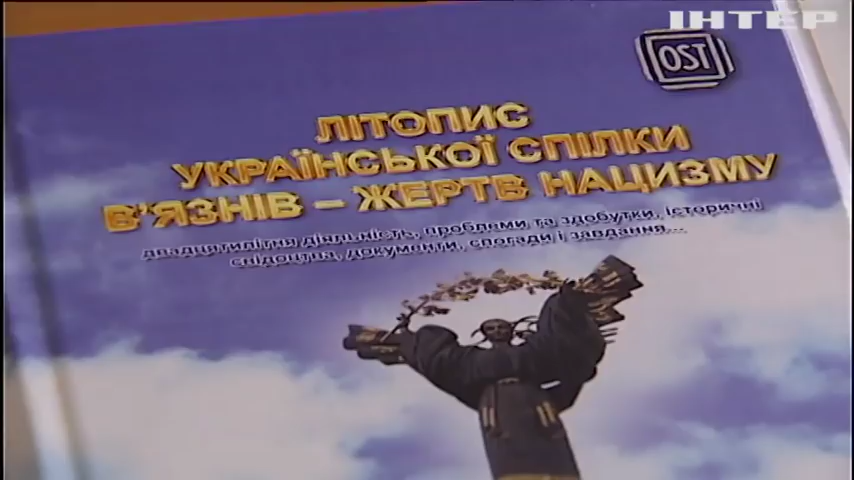 ІНТЕР
OST
ЛІТОПИС
УКРАЇНСЬКОЇ СПІЛКИ
В'ЯЗНІВ – ЖЕРТВ НАЦИЗМУ
двадцятилітня діяльність, проблеми та здобутки, історичні
свідоцтва, документи, спогади і завдання...